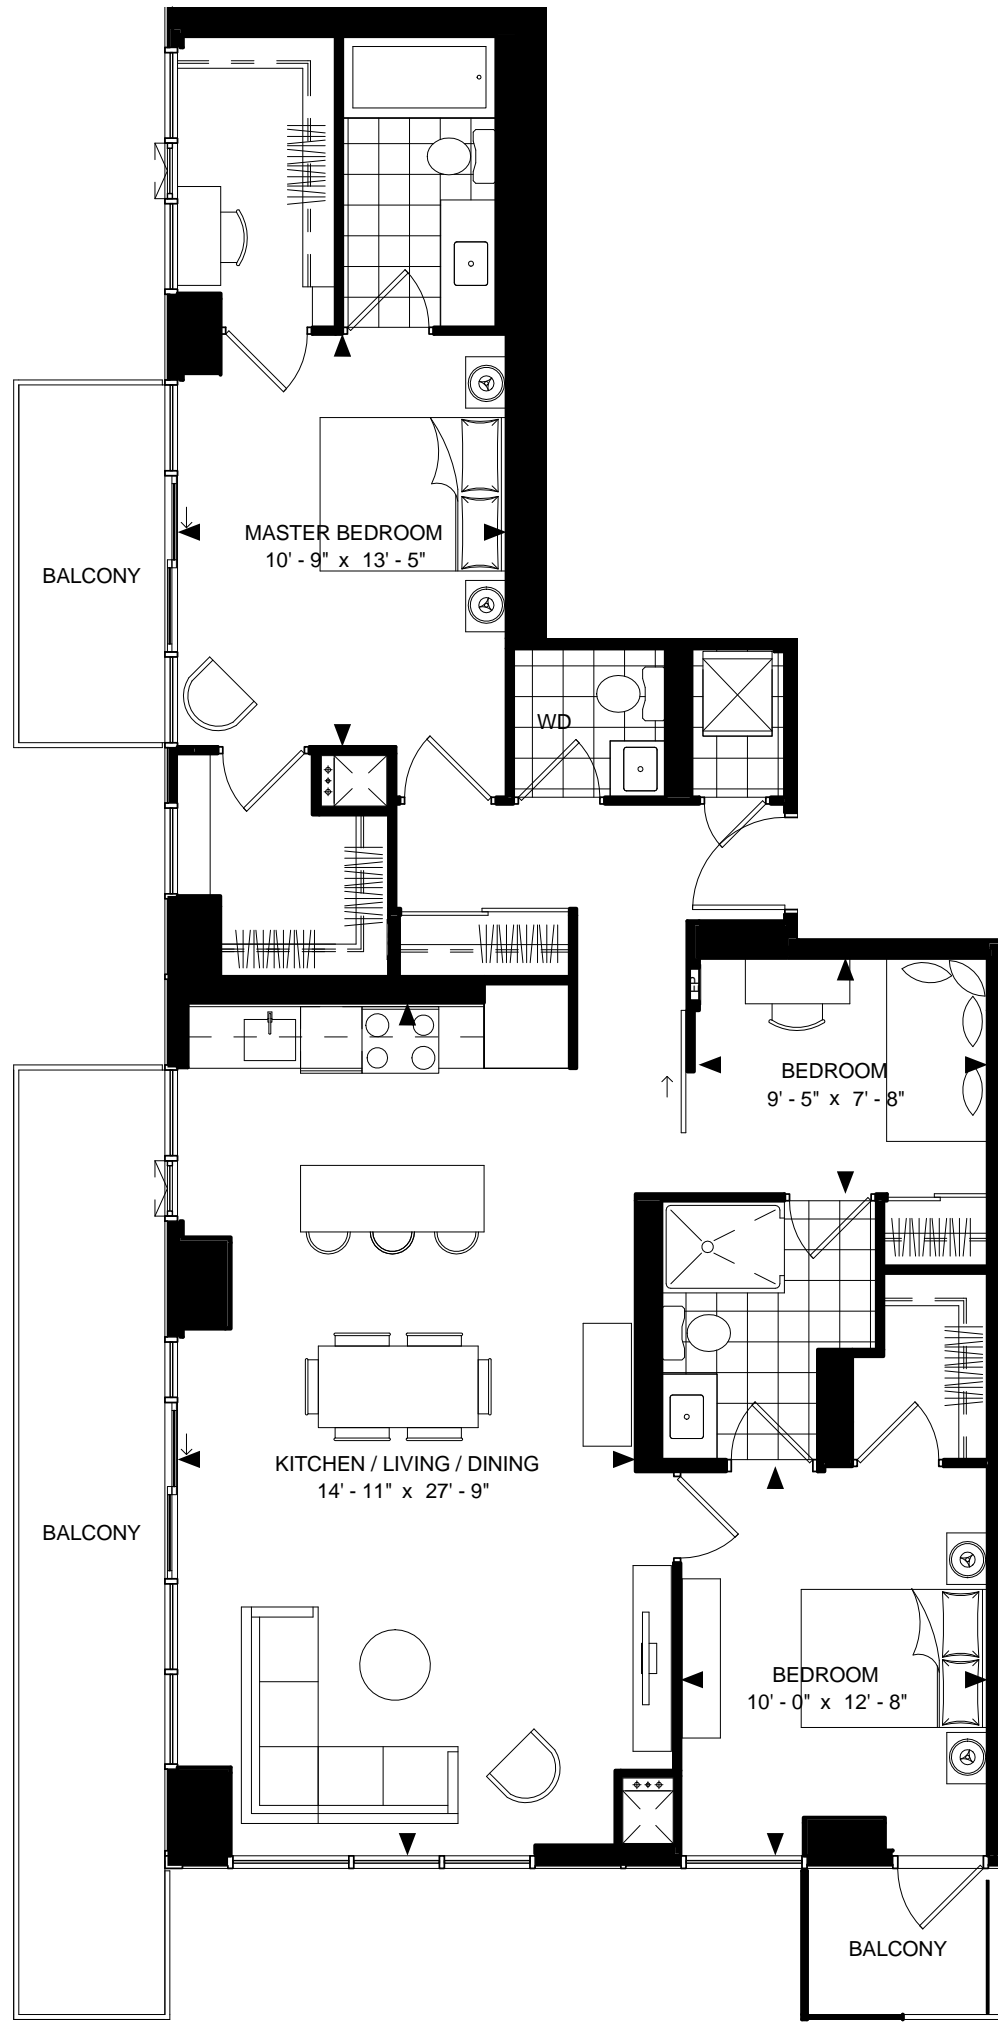 MASTER BEDROOM
10' - 9" x 13' - 5"
BALCONY
WD
EP
BEDROOM
9' - 5" x 7' - 8"
KITCHEN / LIVING / DINING
14' - 11" x 27' - 9"
BALCONY
BEDROOM
10' - 0" x 12' - 8"
BALCONY